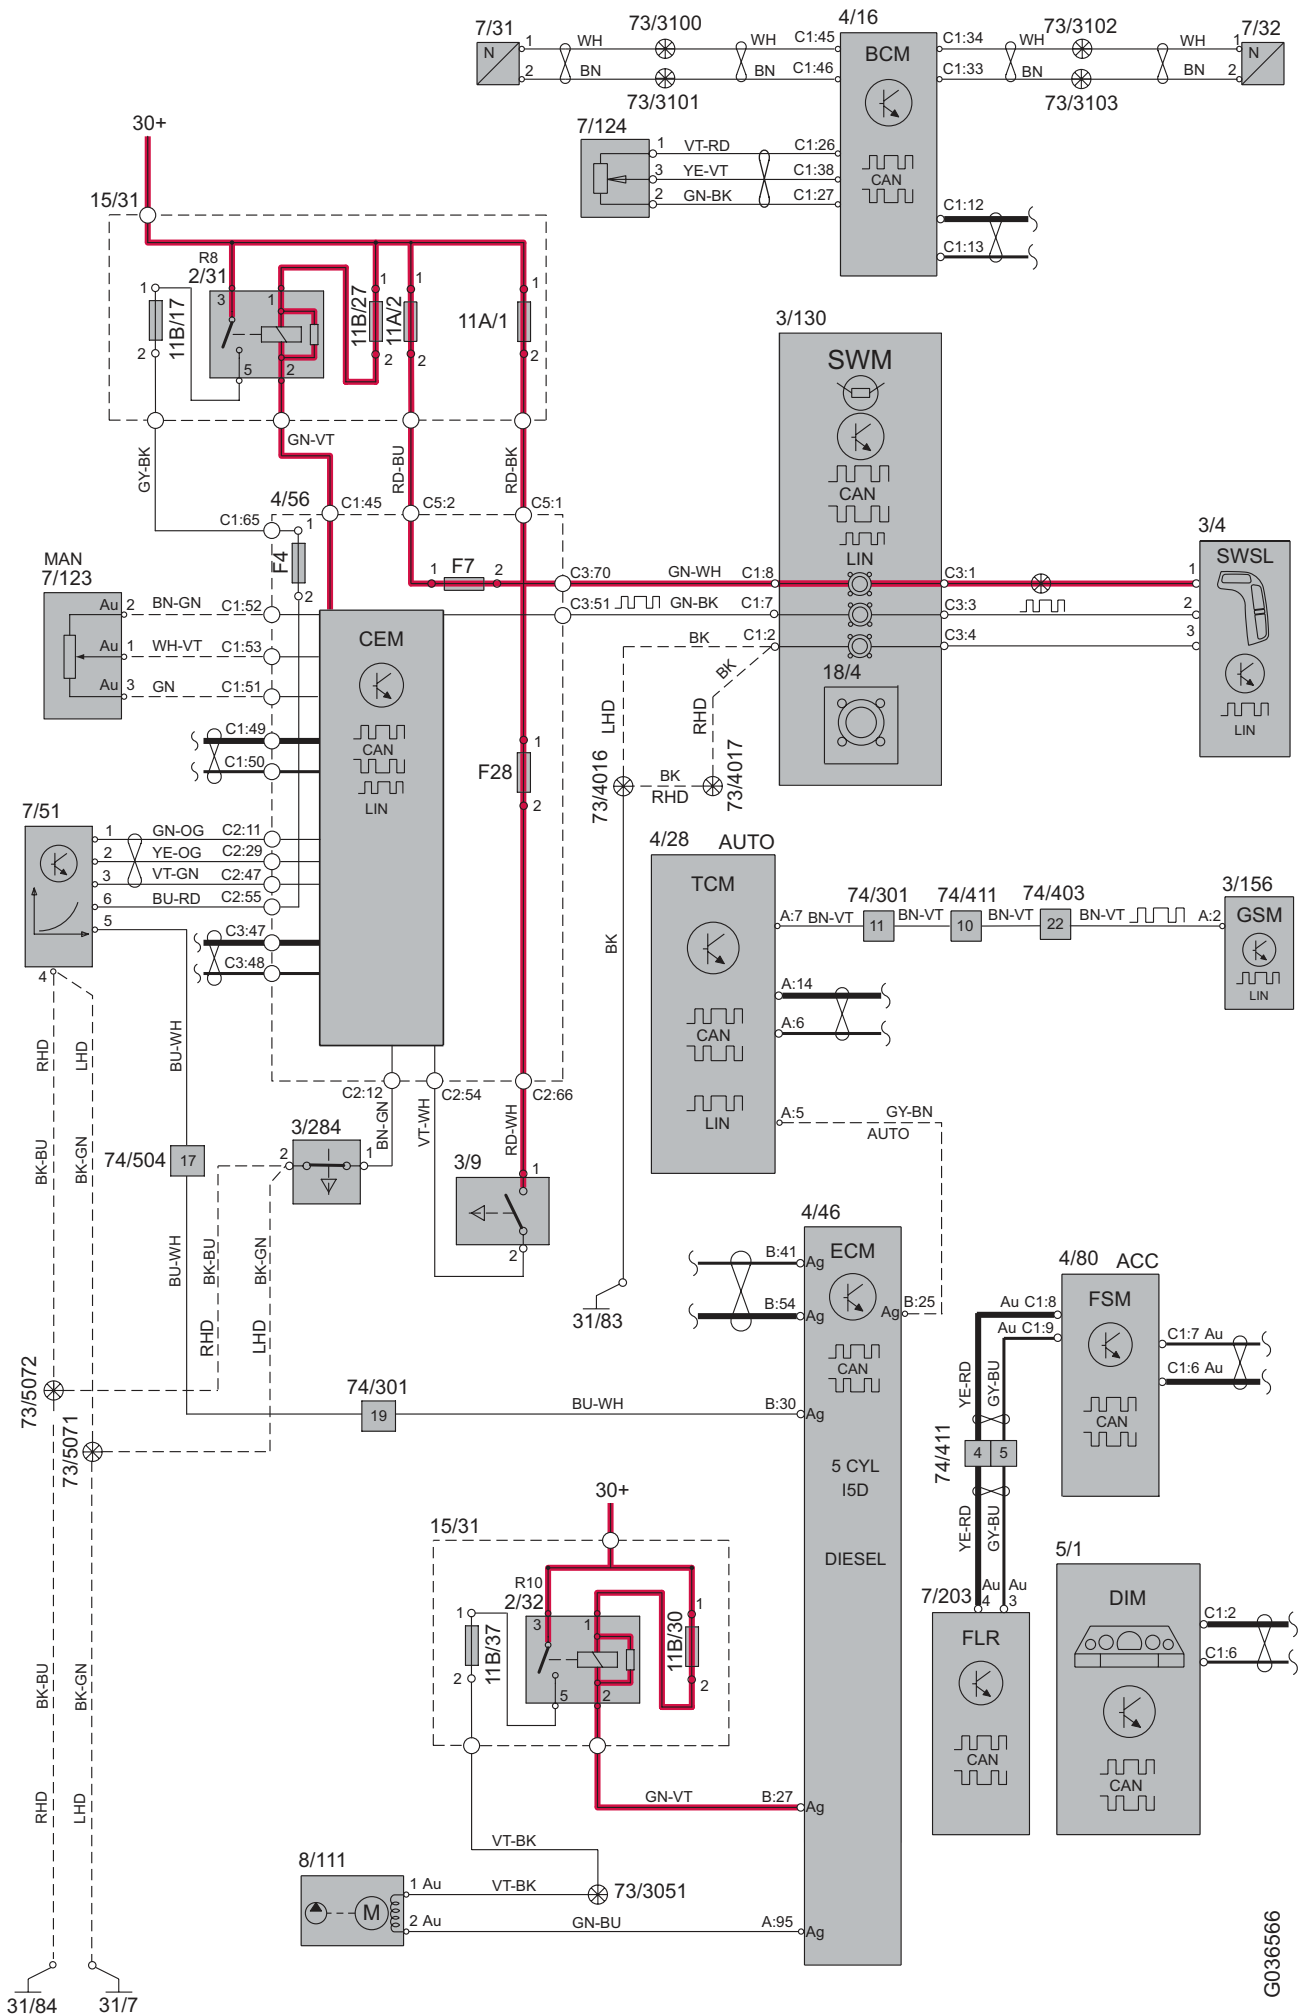 7/31
73/3100
4/16
73/3102
7/32
N
1
WH
WH
C1:45
BCM
C1:34
WH
WH
1
N
2
BN
BN
C1:46
C1:33
BN
BN
2
73/3101
73/3103
7/124
1
VT-RD
C1:26
3
YE-VT
C1:38
CAN
2
GN-BK
C1:27
C1:12
C1:13
30+
15/31
R8
2/31
1
11B/17
2
3
1
5
2
1
11B/27
2
1
11A/2
2
1
11A/1
2
GN-VT
GY-BK
RD-BU
RD-BK
4/56
C1:45
C5:2
C5:1
C1:65
1
F4
2
1
F7
2
C3:70
GN-WH
C1:8
C3:51
GN-BK
C1:7
BK
C1:2
BK
3/130
SWM
CAN
LIN
18/4
C3:1
C3:3
C3:4
3/4
SWSL
1
2
3
LIN
MAN
7/123
Au
2
BN-GN
C1:52
Au
1
WH-VT
C1:53
Au
3
GN
C1:51
C1:49
C1:50
CEM
CAN
LIN
1
F28
2
LHD
RHD
73/4016
BK
RHD
73/4017
BK
7/51
1
GN-OG
C2:11
2
YE-OG
C2:29
3
VT-GN
C2:47
6
BU-RD
C2:55
5
4
C3:47
C3:48
4/28
AUTO
TCM
CAN
LIN
A:7
BN-VT
74/301
11
BN-VT
74/411
10
BN-VT
74/403
22
BN-VT
A:2
3/156
GSM
LIN
A:14
A:6
A:5
GY-BN
AUTO
RHD
LHD
BU-WH
C2:12
C2:54
C2:66
BN-GN
VT-WH
RD-WH
3/284
2
1
3/9
1
2
74/504
17
BK-BU
BK-GN
BU-WH
BK-BU
BK-GN
RHD
LHD
31/83
4/46
ECM
B:41
Ag
B:54
Ag
Ag
B:25
CAN
B:30
Ag
5 CYL
I5D
DIESEL
73/5072
73/5071
74/301
19
BU-WH
4/80
ACC
FSM
Au C1:8
Au C1:9
C1:7 Au
C1:6 Au
CAN
YE-RD
GY-BU
74/411
4
5
YE-RD
GY-BU
Au
4
Au
3
7/203
FLR
CAN
5/1
DIM
C1:2
C1:6
CAN
30+
15/31
R10
2/32
1
11B/37
2
3
1
5
2
1
11B/30
2
GN-VT
B:27
Ag
BK-BU
BK-GN
RHD
LHD
VT-BK
8/111
M
1 Au
VT-BK
73/3051
2 Au
GN-BU
A:95
Ag
31/84
31/7
G036566